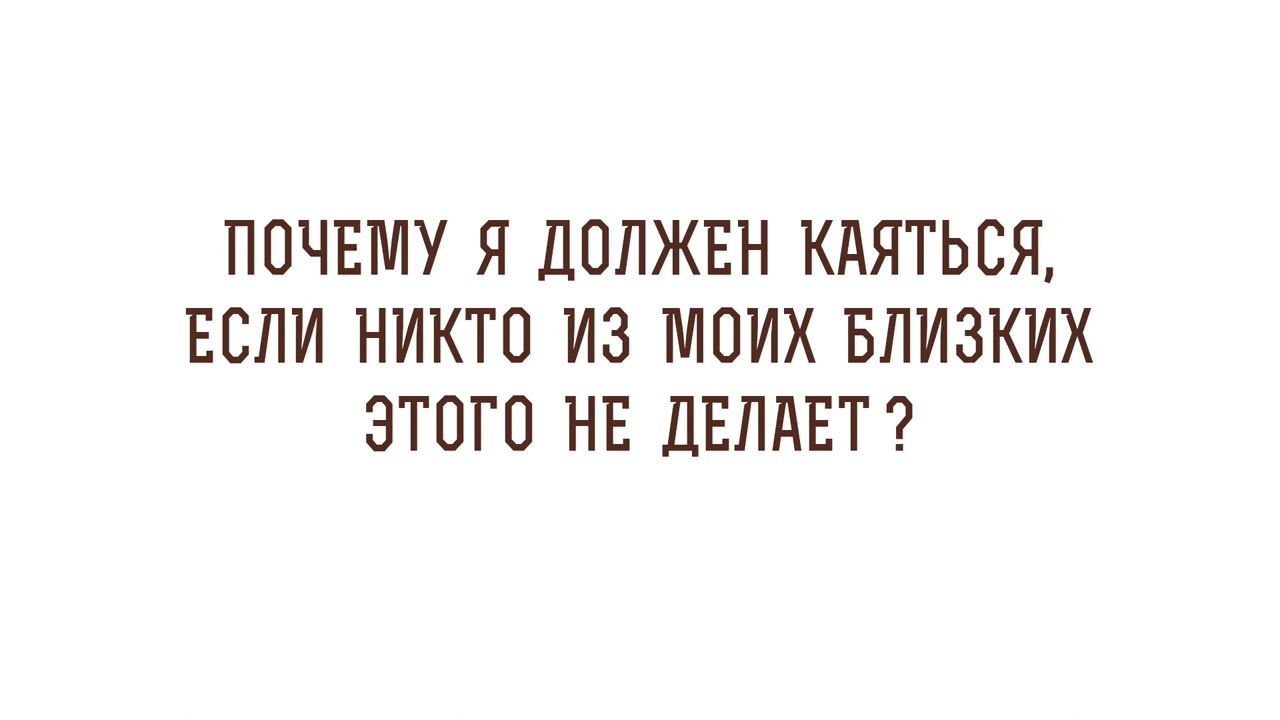 ПОЧЕМУ Я ДОЛЖЕН КАЯТЬСЯ,
ЕСЛИ НИКТО ИЗ МОИХ БЛИЗКИХ
ЭТОГО НЕ ДЕЛАЕТ?